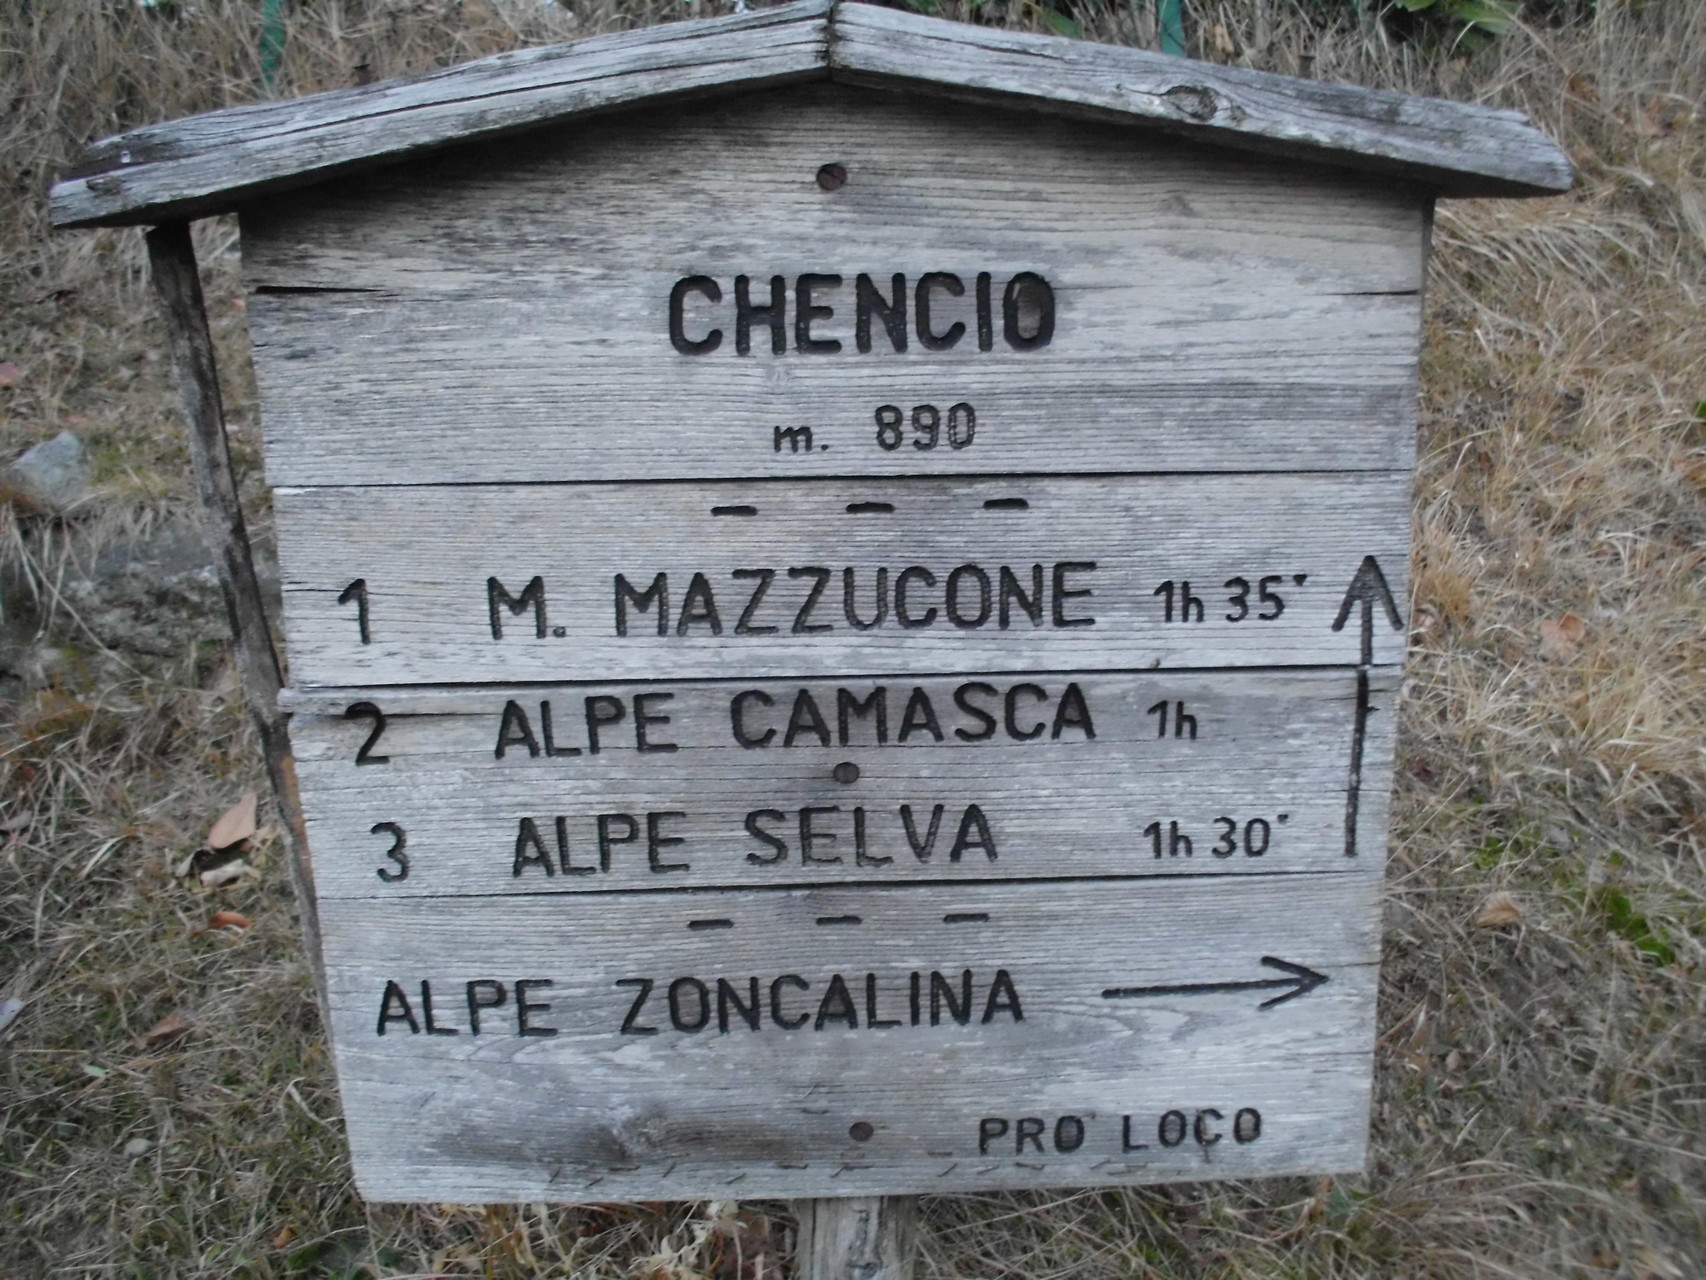 CHENCIO
m. 890
- - -
1 M. MAZZUCONE 1h 35'
2 ALPE CAMASCA 1h
3 ALPE SELVA 1h 30'
- - -
ALPE ZONCALINA
PRO' LOCO